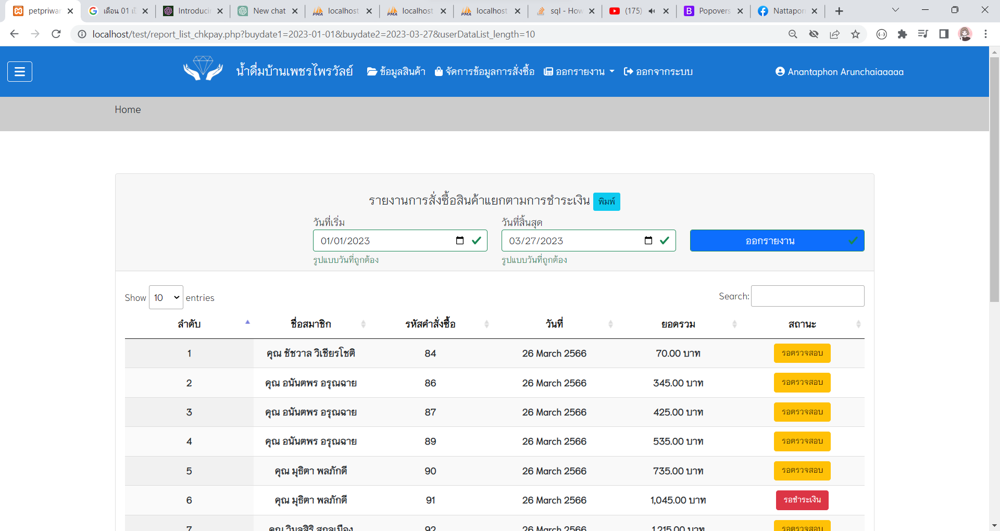 petpriwan
เดือน 01 เป็
Introducin
New chat
localhost
localhost
localhost
sql - How
(175)
Popovers
Nattaporn
localhost/test/report_list_chkpay.php?buydate1=2023-01-01&buydate2=2023-03-27&userDataList_length=10
น้ำดื่มบ้านเพชรไพรวัลย์ ข้อมูลสินค้า จัดการข้อมูลการสั่งซื้อ ออกรายงาน ออกจากระบบ Anantaphon Arunchaiaaaaa
Home
รายงานการสั่งซื้อสินค้าแยกตามการชำระเงิน พิมพ์
วันที่เริ่ม วันที่สิ้นสุด
01/01/2023 03/27/2023 ออกรายงาน
รูปแบบวันที่ถูกต้อง รูปแบบวันที่ถูกต้อง
Show 10 entries Search:
ลำดับ ชื่อสมาชิก รหัสคำสั่งซื้อ วันที่ ยอดรวม สถานะ
1 คุณ ชัชวาล วิเชียรโชติ 84 26 March 2566 70.00 บาท รอตรวจสอบ
2 คุณ อนันตพร อรุณฉาย 86 26 March 2566 345.00 บาท รอตรวจสอบ
3 คุณ อนันตพร อรุณฉาย 87 26 March 2566 425.00 บาท รอตรวจสอบ
4 คุณ อนันตพร อรุณฉาย 89 26 March 2566 535.00 บาท รอตรวจสอบ
5 คุณ มุธิตา พลภักดี 90 26 March 2566 735.00 บาท รอตรวจสอบ
6 คุณ มุธิตา พลภักดี 91 26 March 2566 1,045.00 บาท รอชำระเงิน
7 คุณ วิมลสิริ สกุลเมือง 92 26 March 2566 1,215.00 บาท รอตรวจสอบ